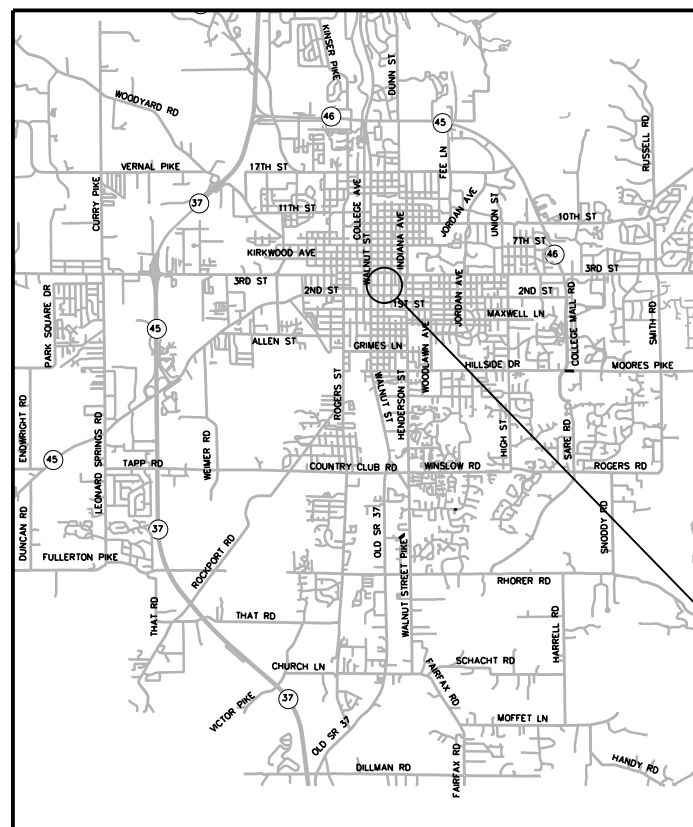 KINSER PIKE
DUNN ST
WOODYARD RD
46
45
RUSSELL RD
VERNAL PIKE
17TH ST
FEE LN
CURRY PIKE
37
11TH ST
COLLEGE AVE
INDIANA AVE
JORDAN AVE
UNION ST
10TH ST
7TH ST
WALNUT ST
KIRKWOOD AVE
46
3RD ST
3RD ST
2ND ST
2ND ST
1ST ST
JORDAN AVE
MAXWELL LN
COLLEGE MALL RD
SMITH RD
PARK SQUARE DR
45
ALLEN ST
GRIMES LN
WOODLAWN AVE
HILLSIDE DR
MOORES PIKE
ENDWRIGHT RD
ROGERS ST
WALNUT ST
HENDERSON ST
HIGH ST
SARE RD
LEONARD SPRINGS RD
WEIMER RD
45
TAPP RD
COUNTRY CLUB RD
WINSLOW RD
ROGERS RD
DUNCAN RD
37
OLD SR 37
SNODDY RD
FULLERTON PIKE
ROCKPORT RD
WALNUT STREET PIKE
RHORER RD
THAT RD
THAT RD
HARRELL RD
CHURCH LN
FAIRFAX RD
SCHACHT RD
VICTOR PIKE
37
OLD SR 37
MOFFET LN
FAIRFAX RD
HANDY RD
DILLMAN RD